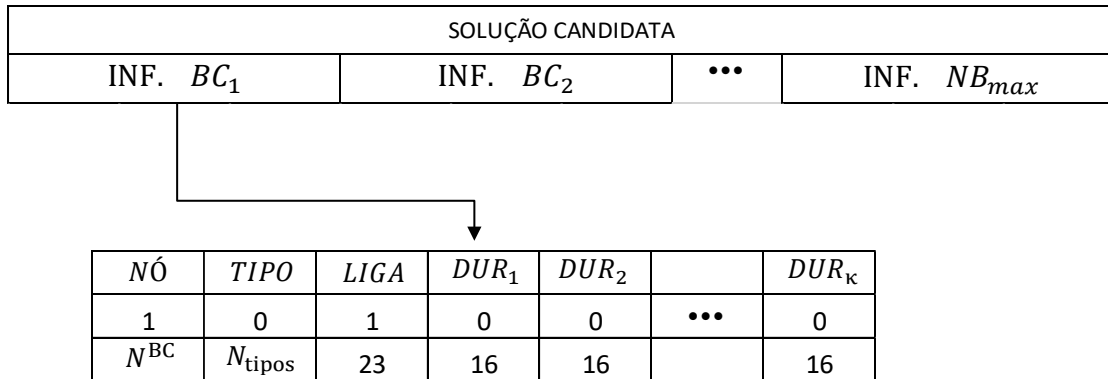 SOLUÇÃO CANDIDATA
INF. BC₁ INF. BC₂ ••• INF. NBₘₐₓ
NÓ TIPO LIGA DUR₁ DUR₂ DUR_κ
1 0 1 0 0 ••• 0
N^BC N_tipos 23 16 16 16